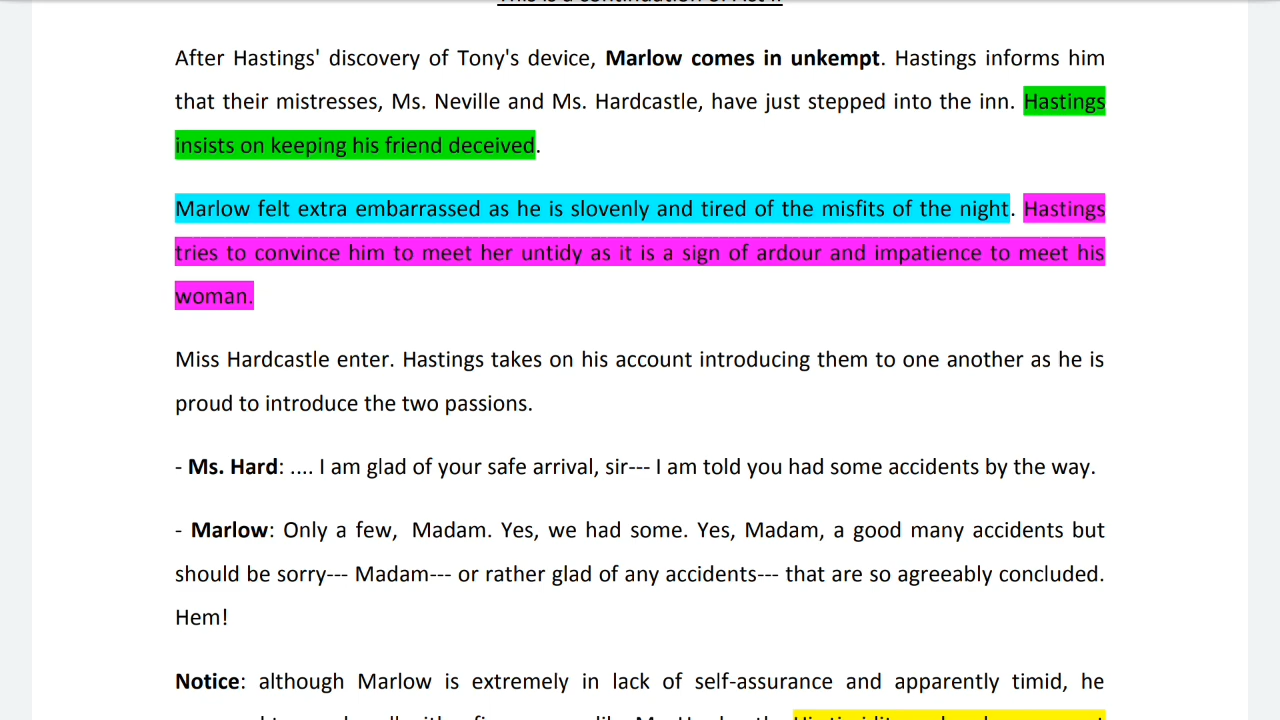 After Hastings' discovery of Tony's device, Marlow comes in unkempt. Hastings informs him
that their mistresses, Ms. Neville and Ms. Hardcastle, have just stepped into the inn. Hastings
insists on keeping his friend deceived.
Marlow felt extra embarrassed as he is slovenly and tired of the misfits of the night. Hastings
tries to convince him to meet her untidy as it is a sign of ardour and impatience to meet his
woman.
Miss Hardcastle enter. Hastings takes on his account introducing them to one another as he is
proud to introduce the two passions.
- Ms. Hard: .... I am glad of your safe arrival, sir--- I am told you had some accidents by the way.
- Marlow: Only a few, Madam. Yes, we had some. Yes, Madam, a good many accidents but
should be sorry--- Madam--- or rather glad of any accidents--- that are so agreeably concluded.
Hem!
Notice: although Marlow is extremely in lack of self-assurance and apparently timid, he